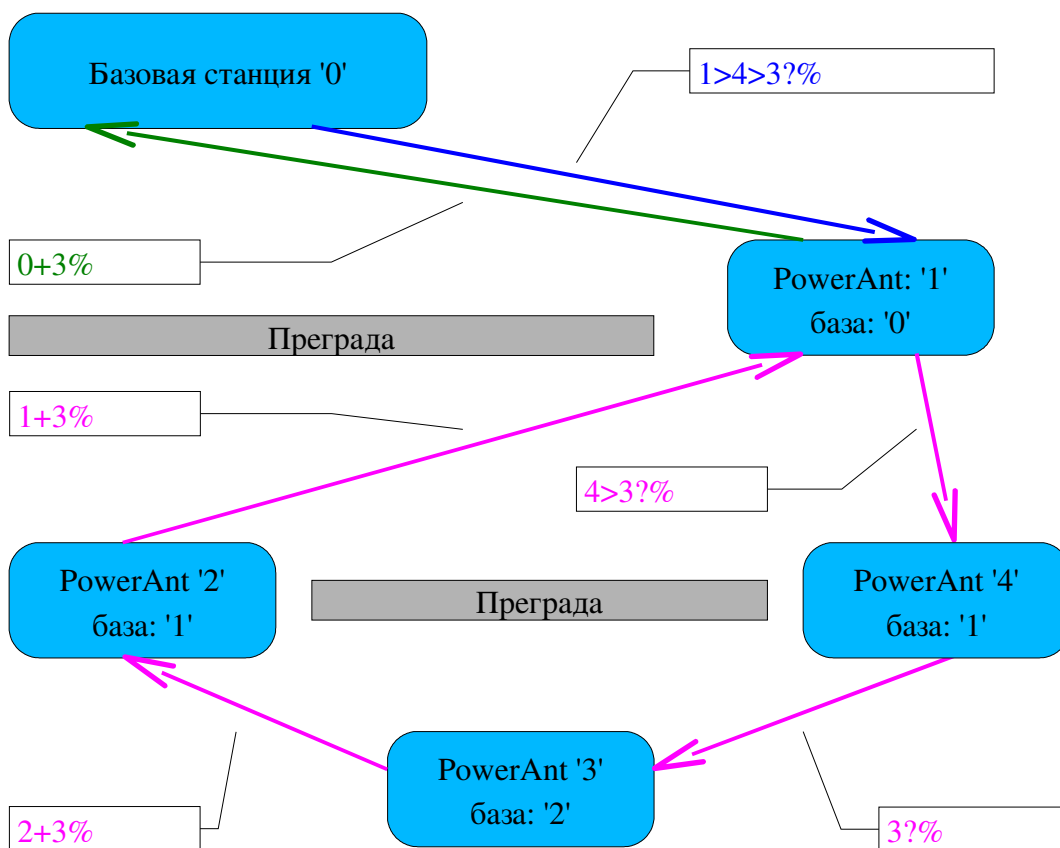 Базовая станция '0'
1>4>3?%
0+3%
PowerAnt: '1'
база: '0'
Преграда
1+3%
4>3?%
PowerAnt '2'
база: '1'
Преграда
PowerAnt '4'
база: '1'
PowerAnt '3'
база: '2'
2+3%
3?%